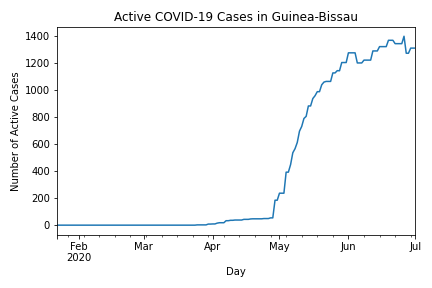 Active COVID-19 Cases in Guinea-Bissau
Number of Active Cases
1400
1200
1000
800
600
400
200
0
Feb Mar Apr May Jun Jul
2020
Day